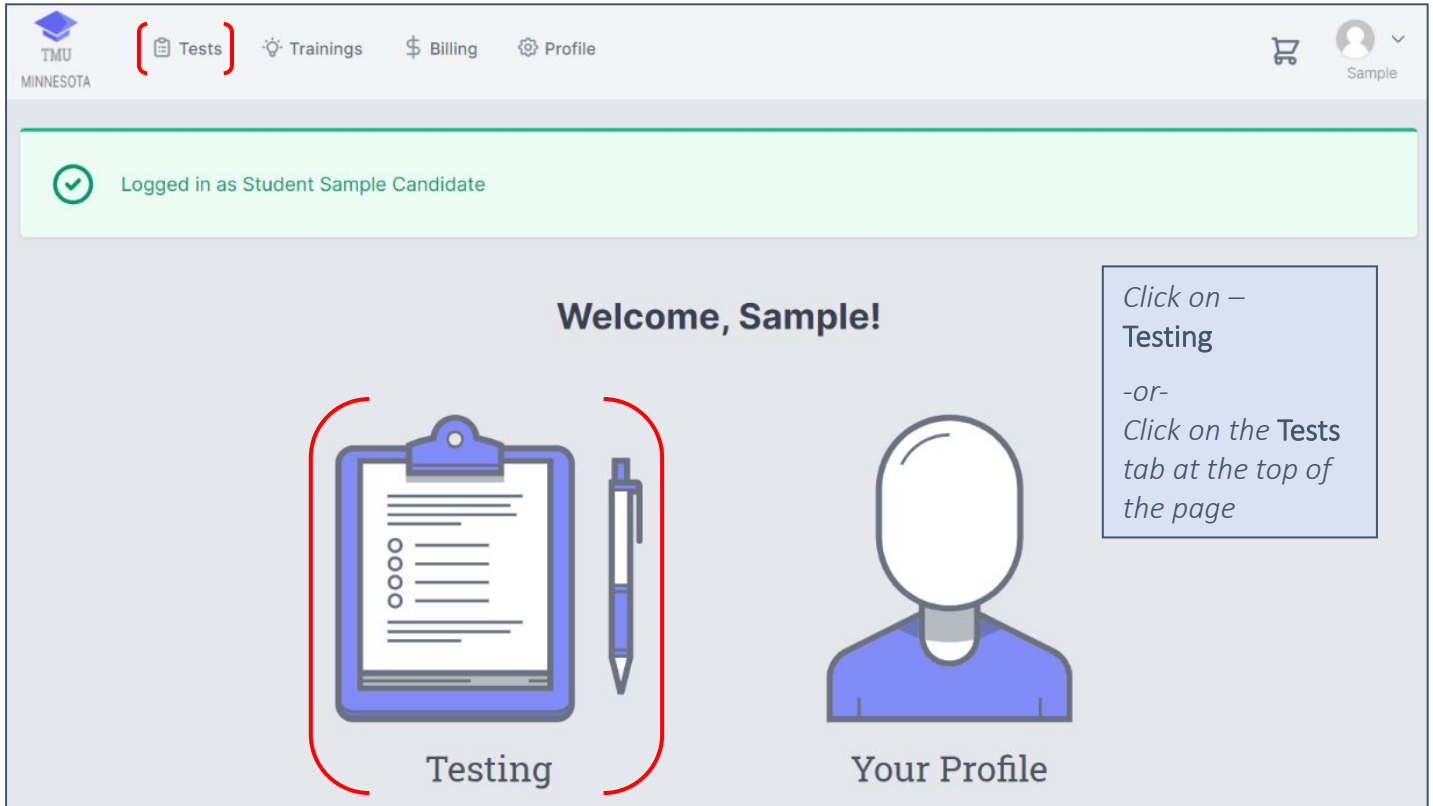 TMU
MINNESOTA
Tests Trainings $ Billing Profile
Sample
Logged in as Student Sample Candidate
Welcome, Sample!
Click on –
Testing
-or-
Click on the Tests
tab at the top of
the page
Testing
Your Profile